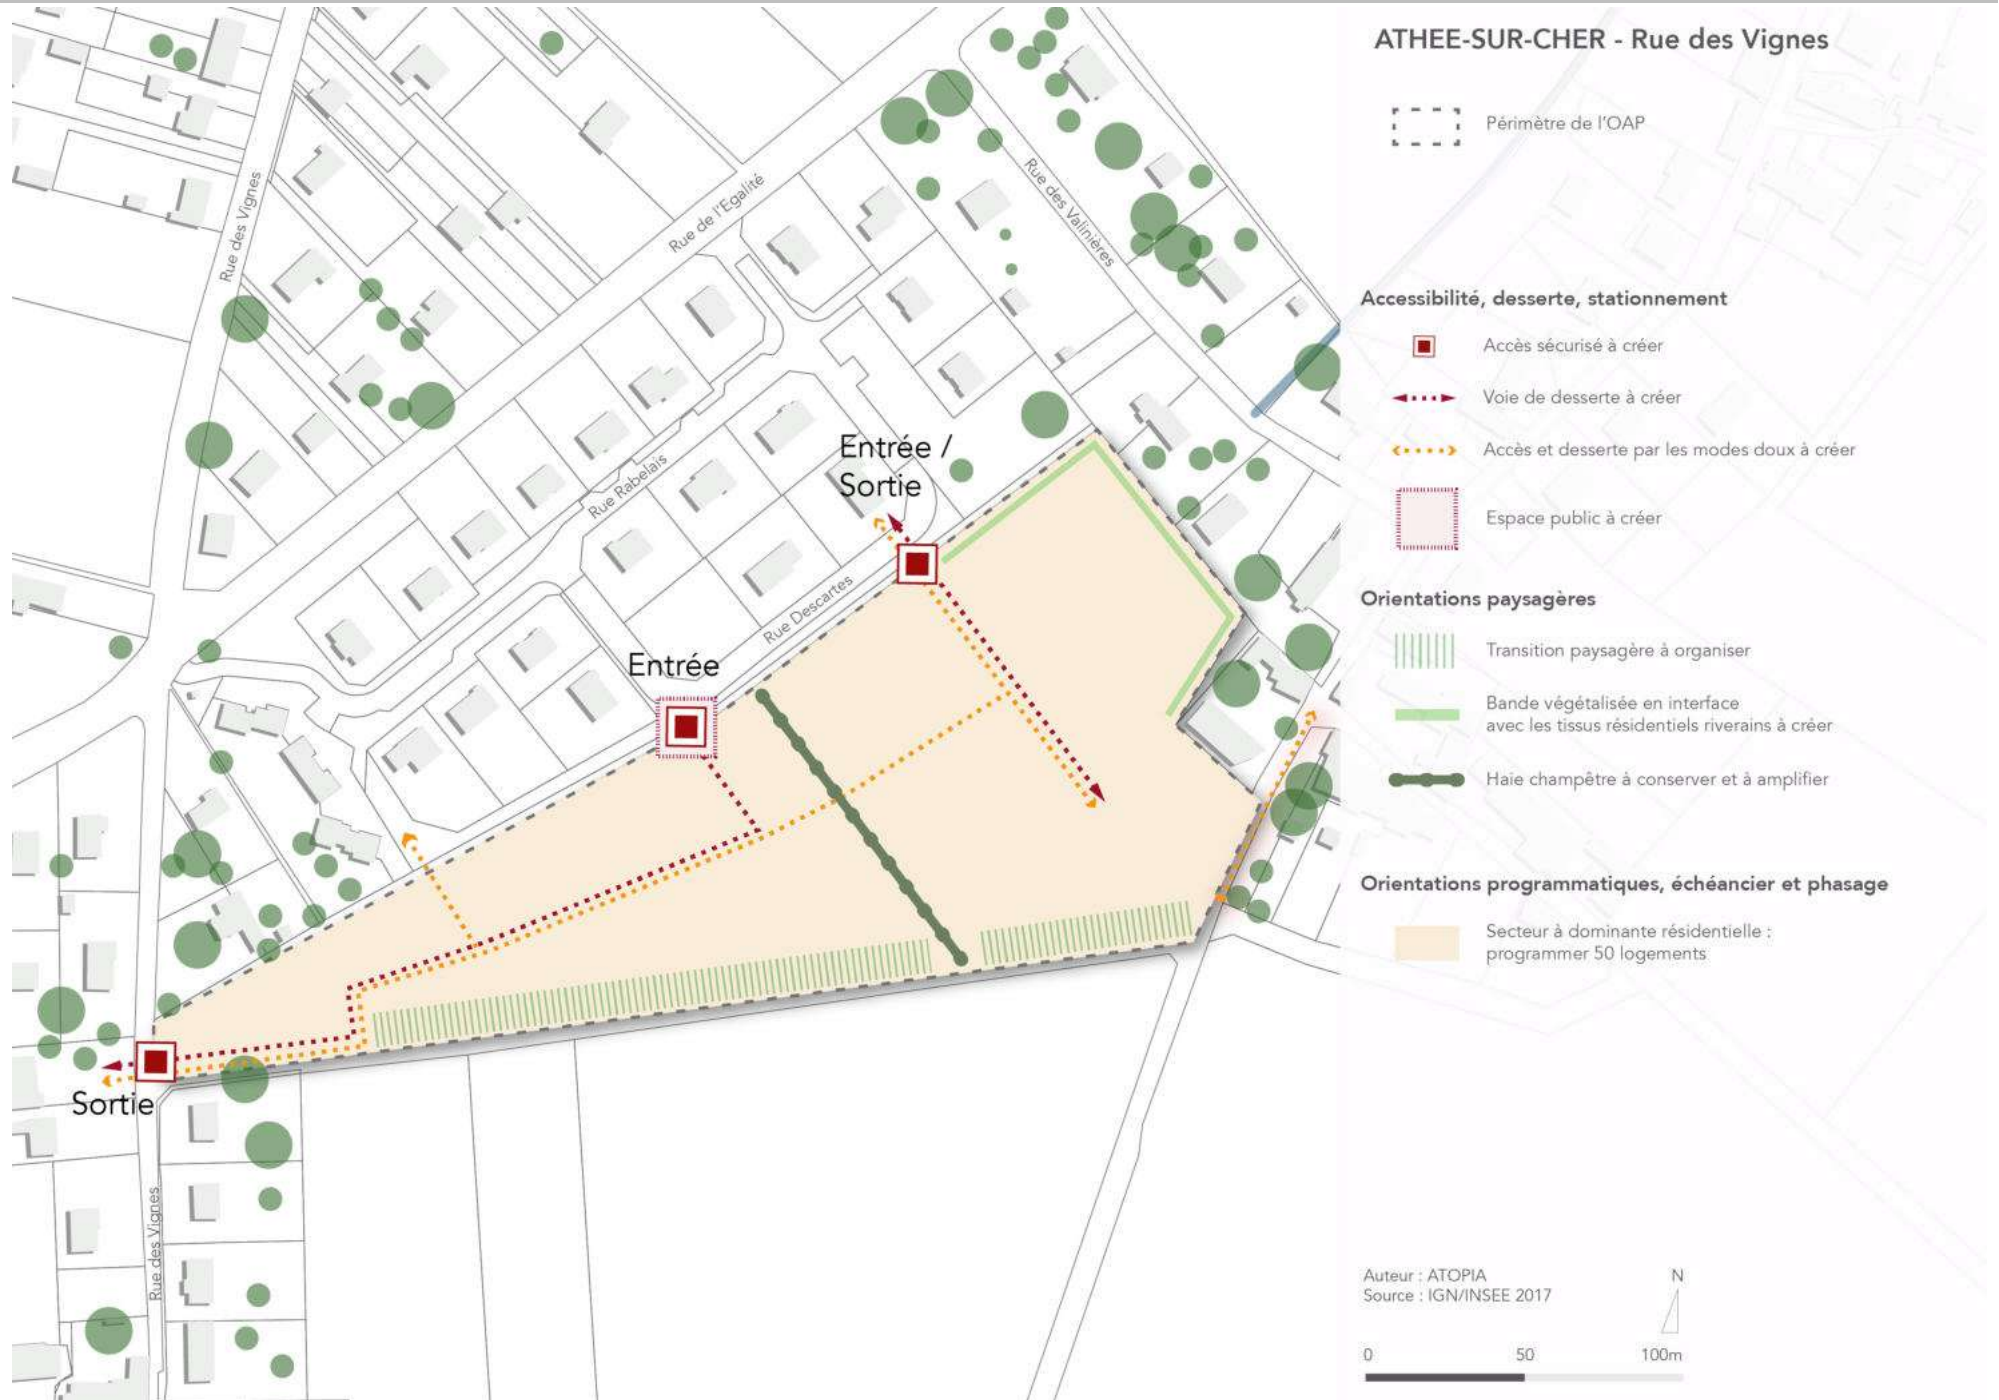 ATHEE-SUR-CHER - Rue des Vignes
Périmètre de l'OAP
Accessibilité, desserte, stationnement
Accès sécurisé à créer
Voie de desserte à créer
Accès et desserte par les modes doux à créer
Espace public à créer
Orientations paysagères
Transition paysagère à organiser
Bande végétalisée en interface
avec les tissus résidentiels riverains à créer
Haie champêtre à conserver et à amplifier
Orientations programmatiques, échéancier et phasage
Secteur à dominante résidentielle :
programmer 50 logements
Auteur : ATOPIA
Source : IGN/INSEE 2017
N
0 50 100m
Rue des Vignes
Rue de l'Egalité
Rue des Valinières
Rue Rabelais
Rue Descartes
Entrée /
Sortie
Entrée
Sortie
Rue des Vignes